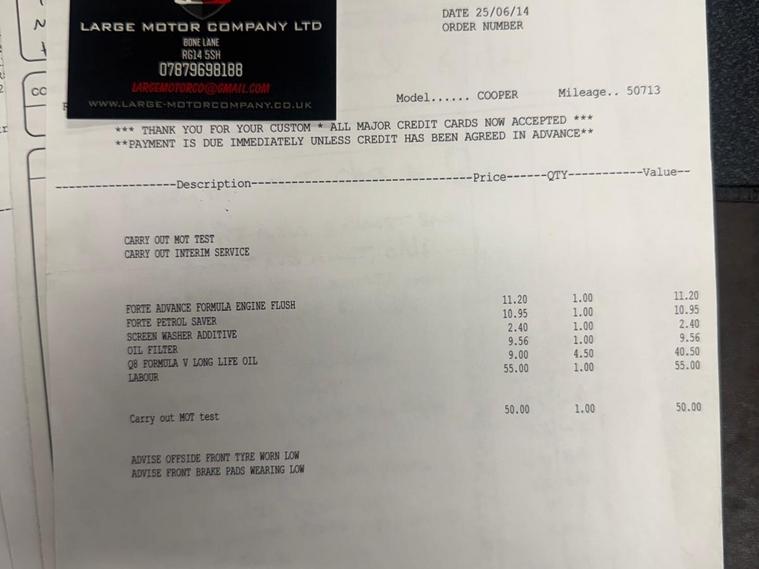 LARGE MOTOR COMPANY LTD
BONE LANE
RG14 5SH
07879698188
LARGEMOTORCO@GMAIL.COM
WWW.LARGE-MOTORCOMPANY.CO.UK
DATE 25/06/14
ORDER NUMBER
Model...... COOPER Mileage.. 50713
*** THANK YOU FOR YOUR CUSTOM * ALL MAJOR CREDIT CARDS NOW ACCEPTED ***
**PAYMENT IS DUE IMMEDIATELY UNLESS CREDIT HAS BEEN AGREED IN ADVANCE**
------------------Description----------------------------------Price------QTY-----------Value--
CARRY OUT MOT TEST
CARRY OUT INTERIM SERVICE
FORTE ADVANCE FORMULA ENGINE FLUSH 11.20 1.00 11.20
FORTE PETROL SAVER 10.95 1.00 10.95
SCREEN WASHER ADDITIVE 2.40 1.00 2.40
OIL FILTER 9.56 1.00 9.56
Q8 FORMULA V LONG LIFE OIL 9.00 4.50 40.50
LABOUR 55.00 1.00 55.00
Carry out MOT test 50.00 1.00 50.00
ADVISE OFFSIDE FRONT TYRE WORN LOW
ADVISE FRONT BRAKE PADS WEARING LOW